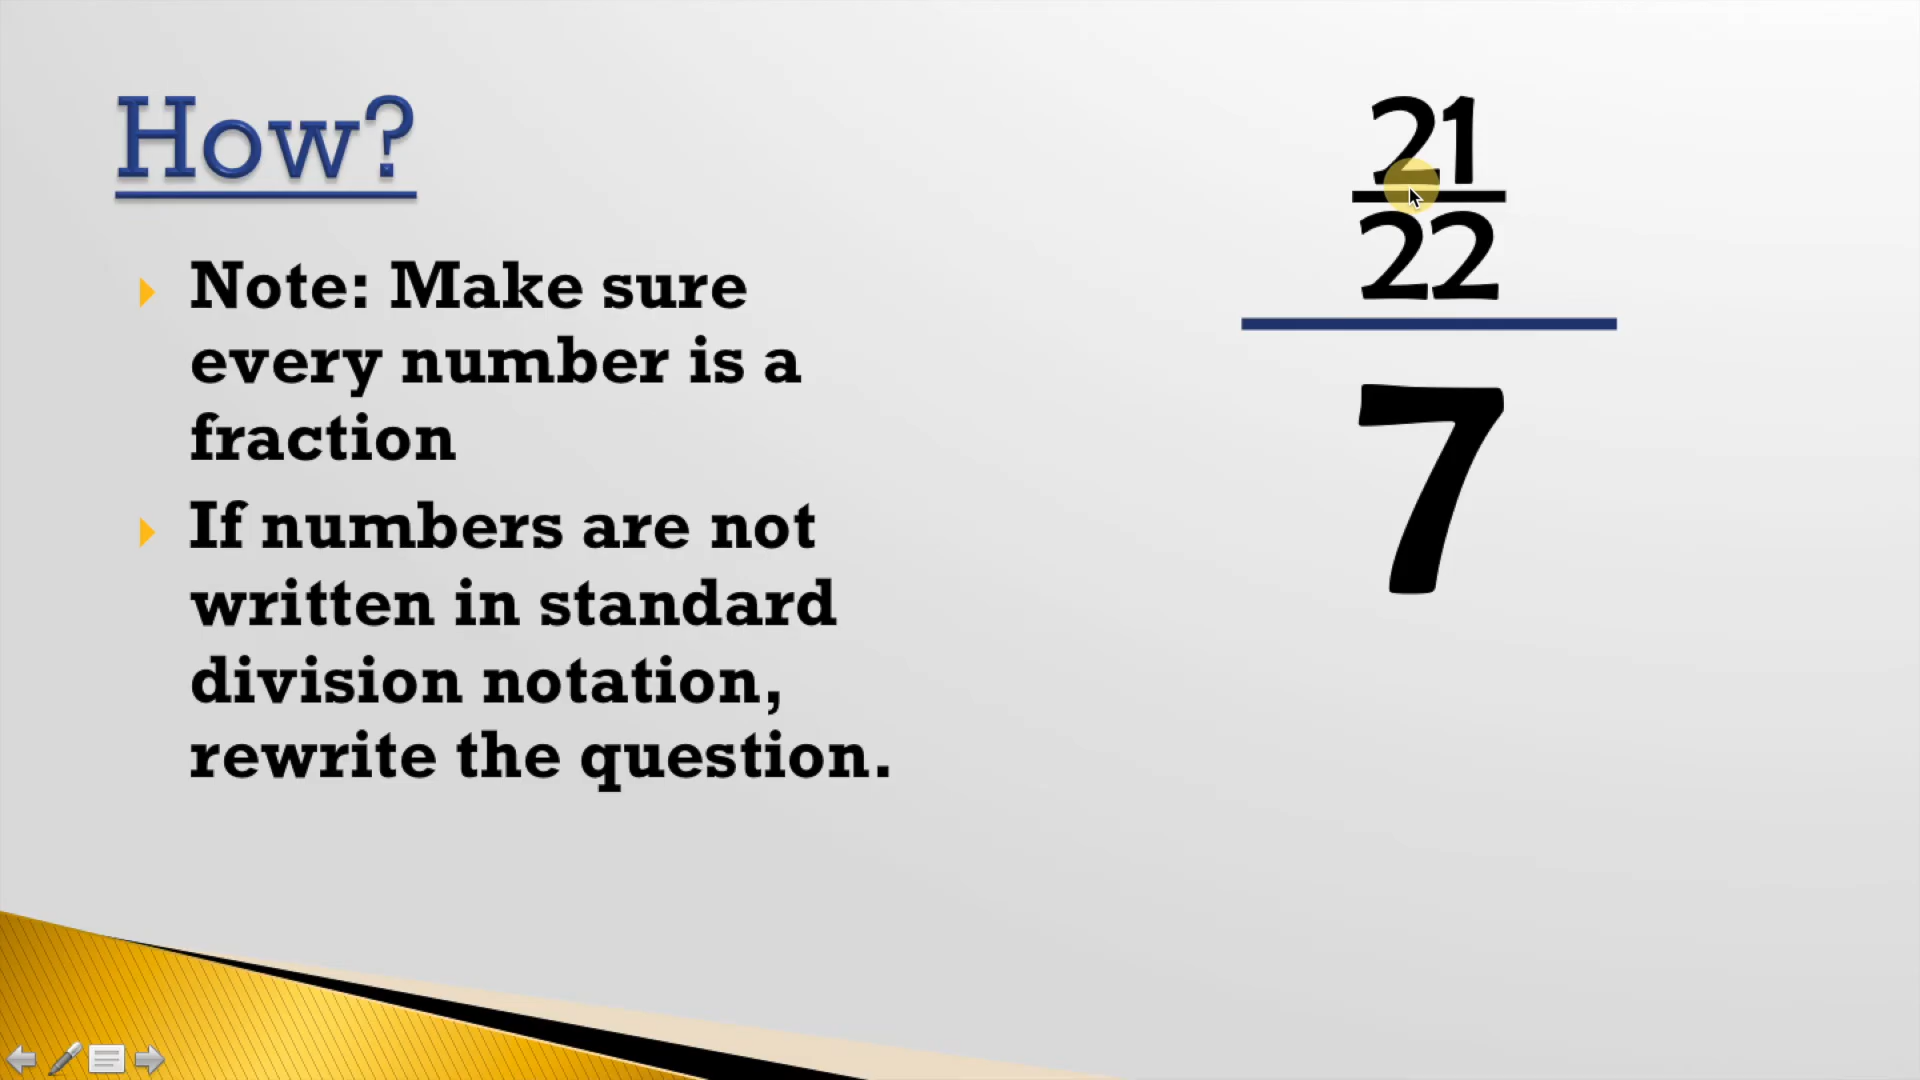 How?
Note: Make sure
every number is a
fraction
If numbers are not
written in standard
division notation,
rewrite the question.
21
22
7